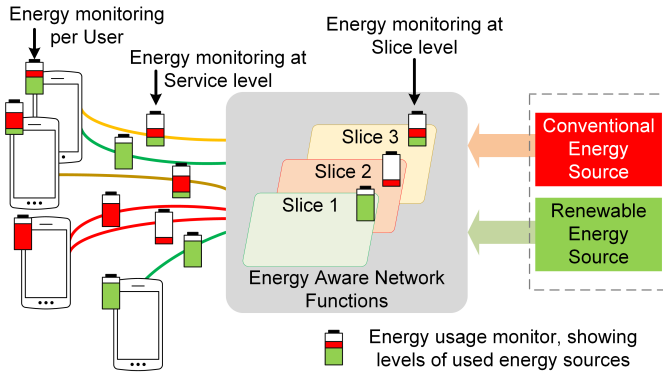 Energy monitoring
per User
Energy monitoring at
Service level
Energy monitoring at
Slice level
Slice 3
Slice 2
Slice 1
Energy Aware Network
Functions
Conventional
Energy
Source
Renewable
Energy
Source
Energy usage monitor, showing
levels of used energy sources